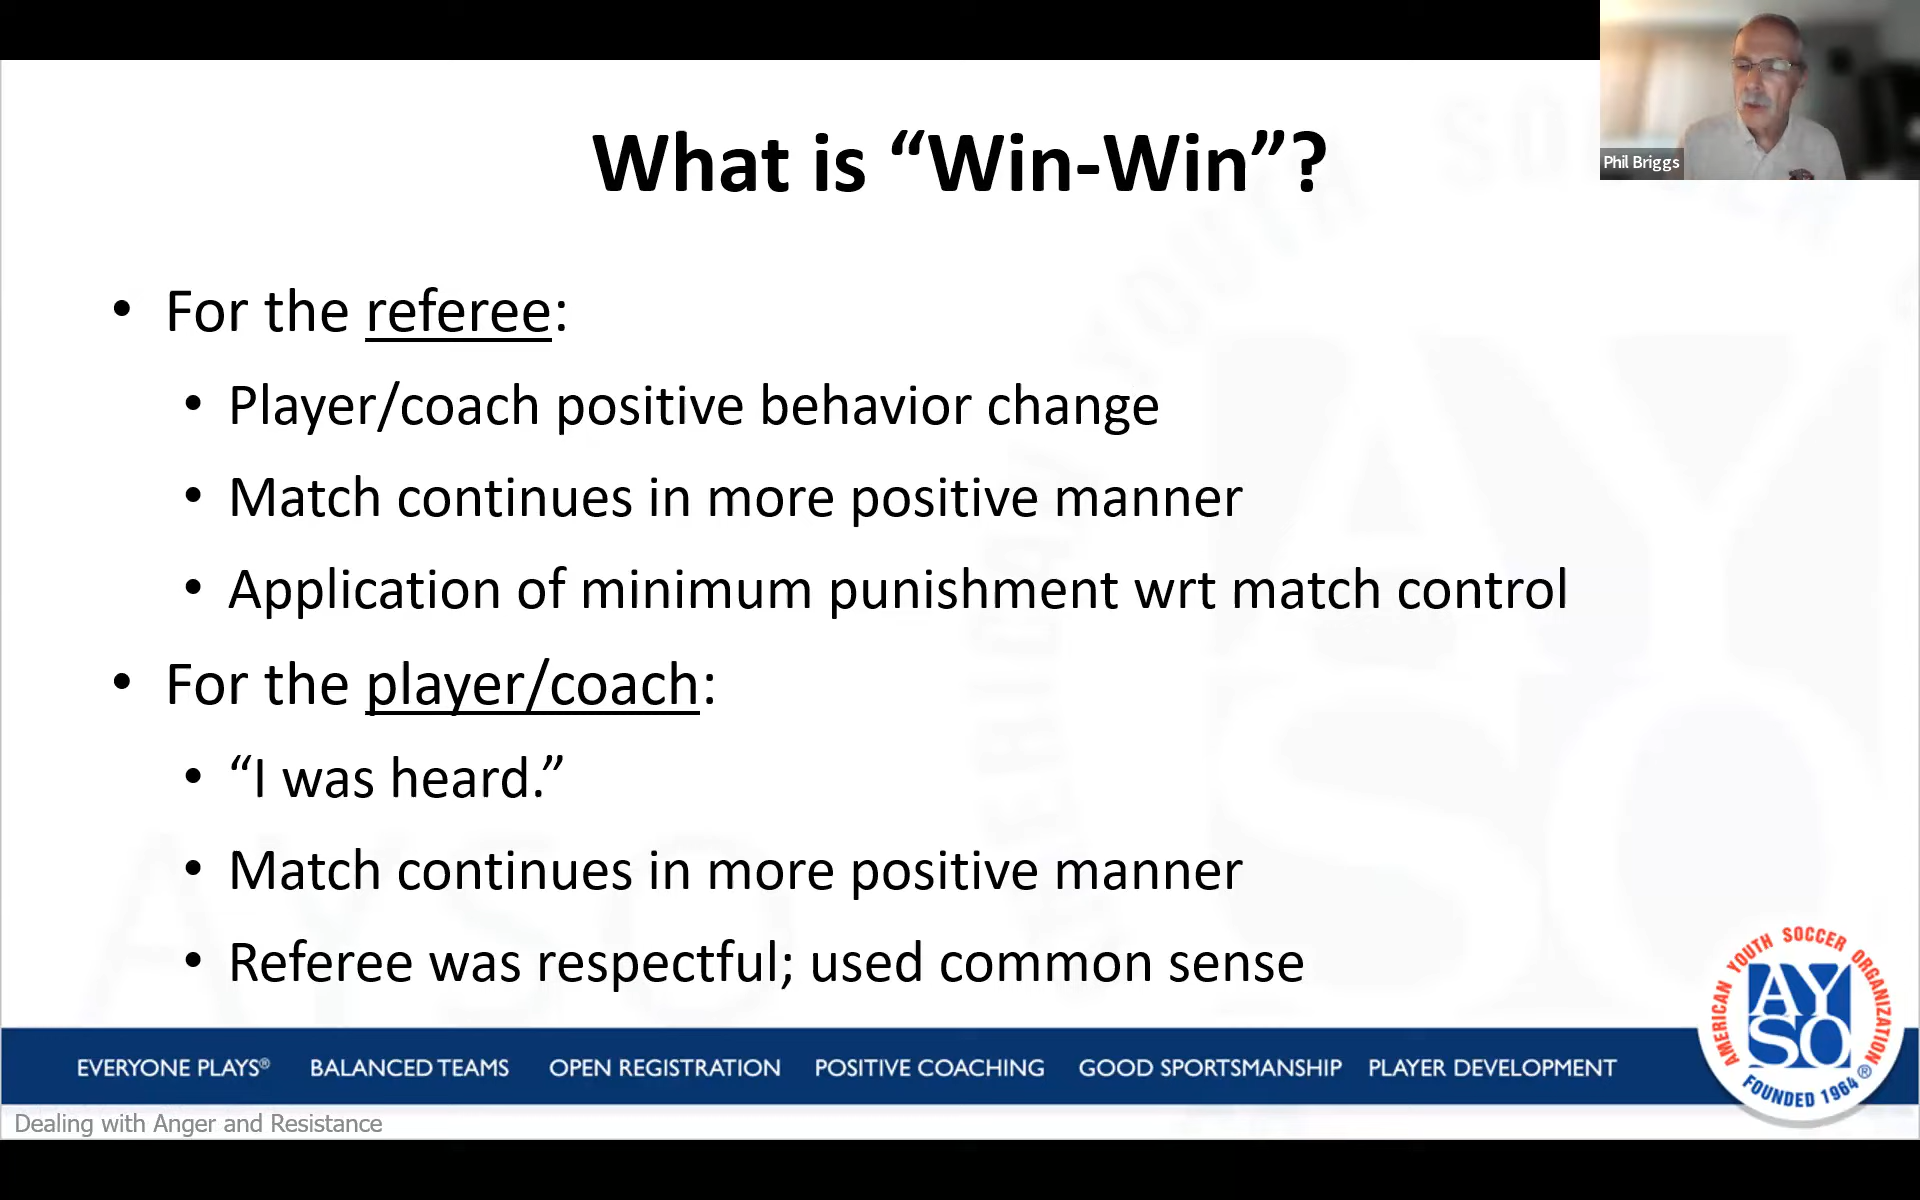 Phil Briggs
What is “Win-Win”?
• For the referee:
• Player/coach positive behavior change
• Match continues in more positive manner
• Application of minimum punishment wrt match control
• For the player/coach:
• “I was heard.”
• Match continues in more positive manner
• Referee was respectful; used common sense
EVERYONE PLAYS® BALANCED TEAMS OPEN REGISTRATION POSITIVE COACHING GOOD SPORTSMANSHIP PLAYER DEVELOPMENT
AMERICAN YOUTH SOCCER ORGANIZATION
AY
SO
®
FOUNDED 1964
Dealing with Anger and Resistance